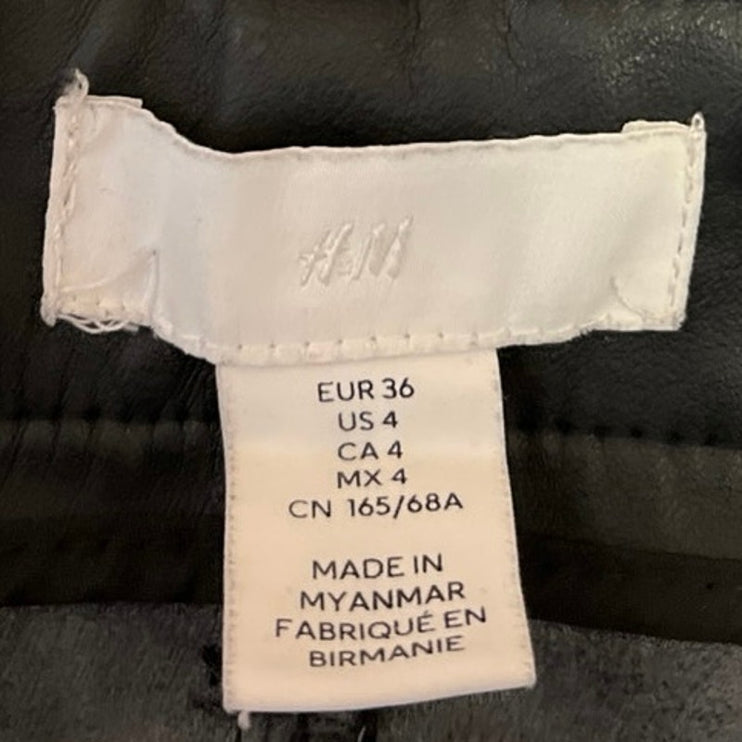 H&M
EUR 36
US 4
CA 4
MX 4
CN 165/68A
MADE IN
MYANMAR
FABRIQUÉ EN
BIRMANIE